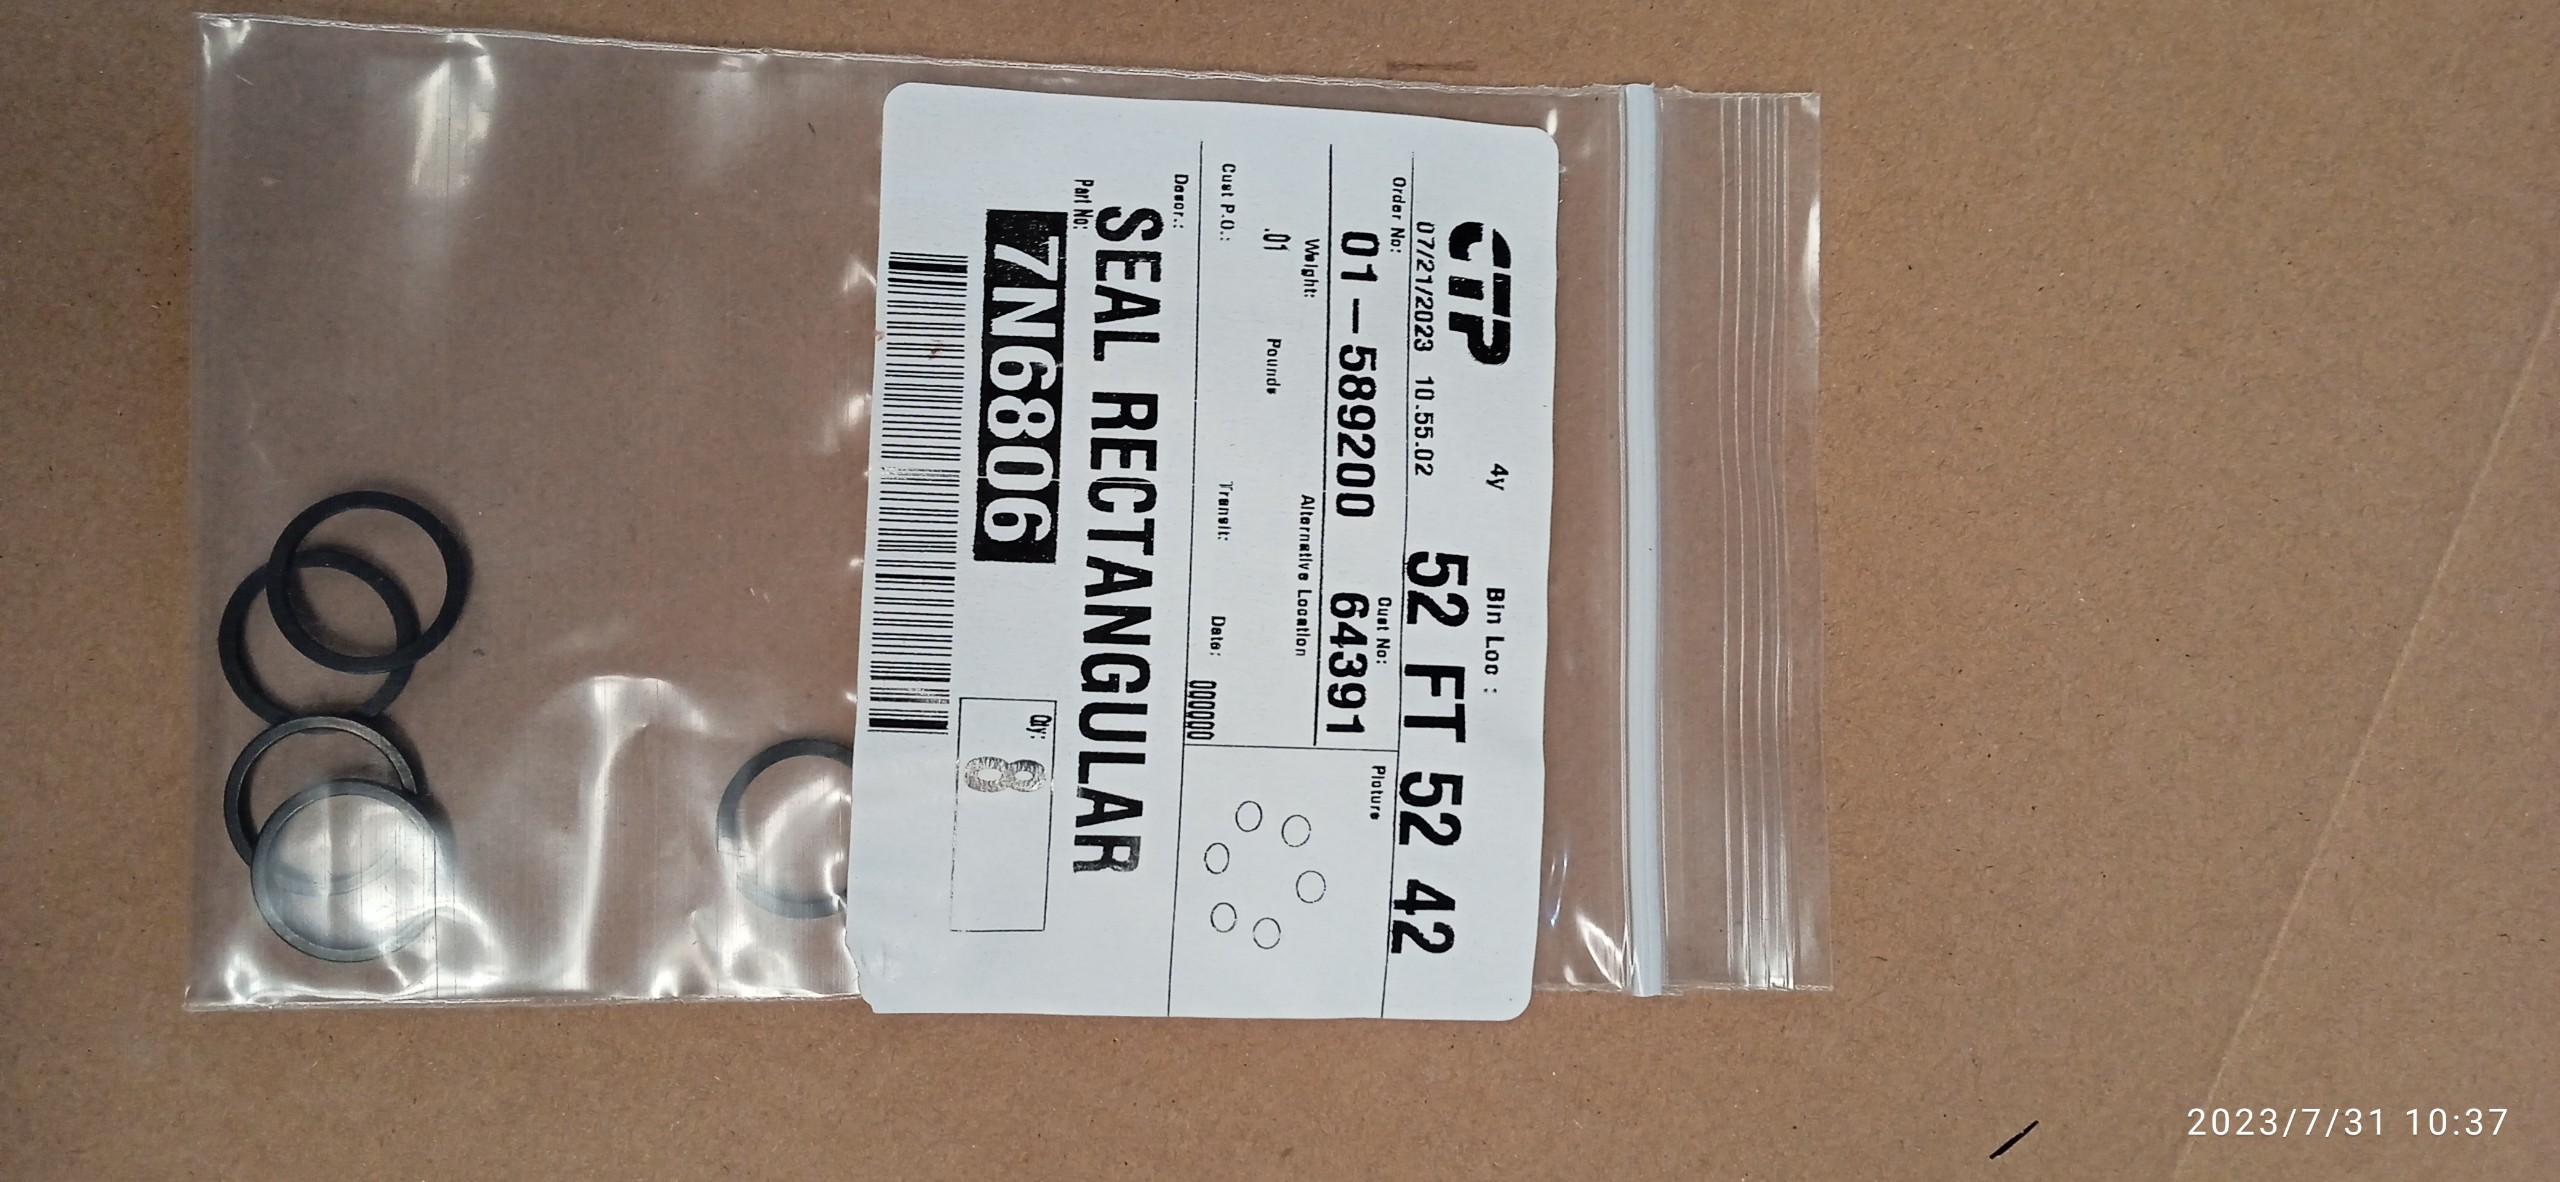 CTP
4y
Bin Loc :
07/21/2023 10.55.02
52 FT 52 42
Order No:
Cust No:
Picture
01-589200
64391
Weight:
Alternative Location
.01
Pounds
Cust P.O.:
Transit:
Date:
000000
Descr.:
SEAL RECTANGULAR
Part No:
7N6806
Qty:
8
2023/7/31 10:37